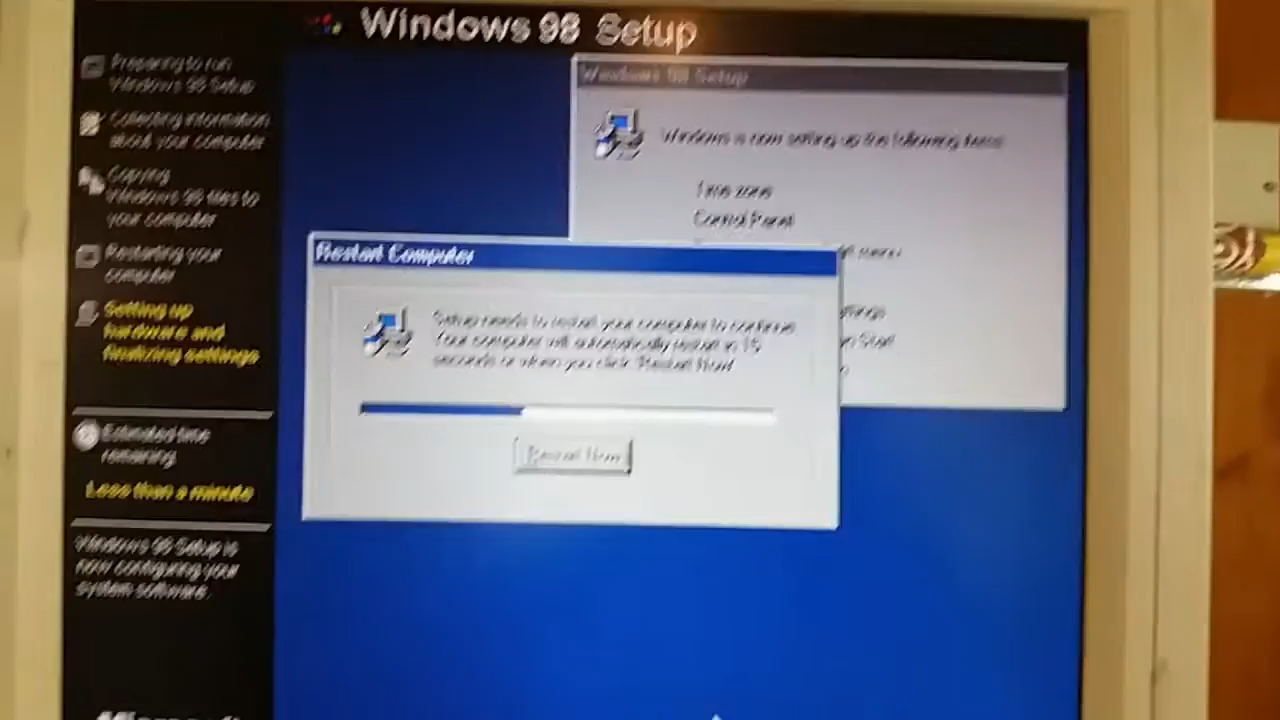 Windows 98 Setup
Preparing to run
Windows 98 Setup
Collecting information
about your computer
Copying
Windows 98 files to
your computer
Restarting your
computer
Setting up
hardware and
finalizing settings
Estimated time
remaining:
Less than a minute
Windows 98 Setup is
now configuring your
system software.
Microsoft
Windows 98 Setup
Windows is now setting up the following items:
Time zone
Control Panel
menu
Start
Restart Computer
Setup needs to restart your computer to continue.
Your computer will automatically restart in 15
seconds or when you click 'Restart Now'
Restart Now